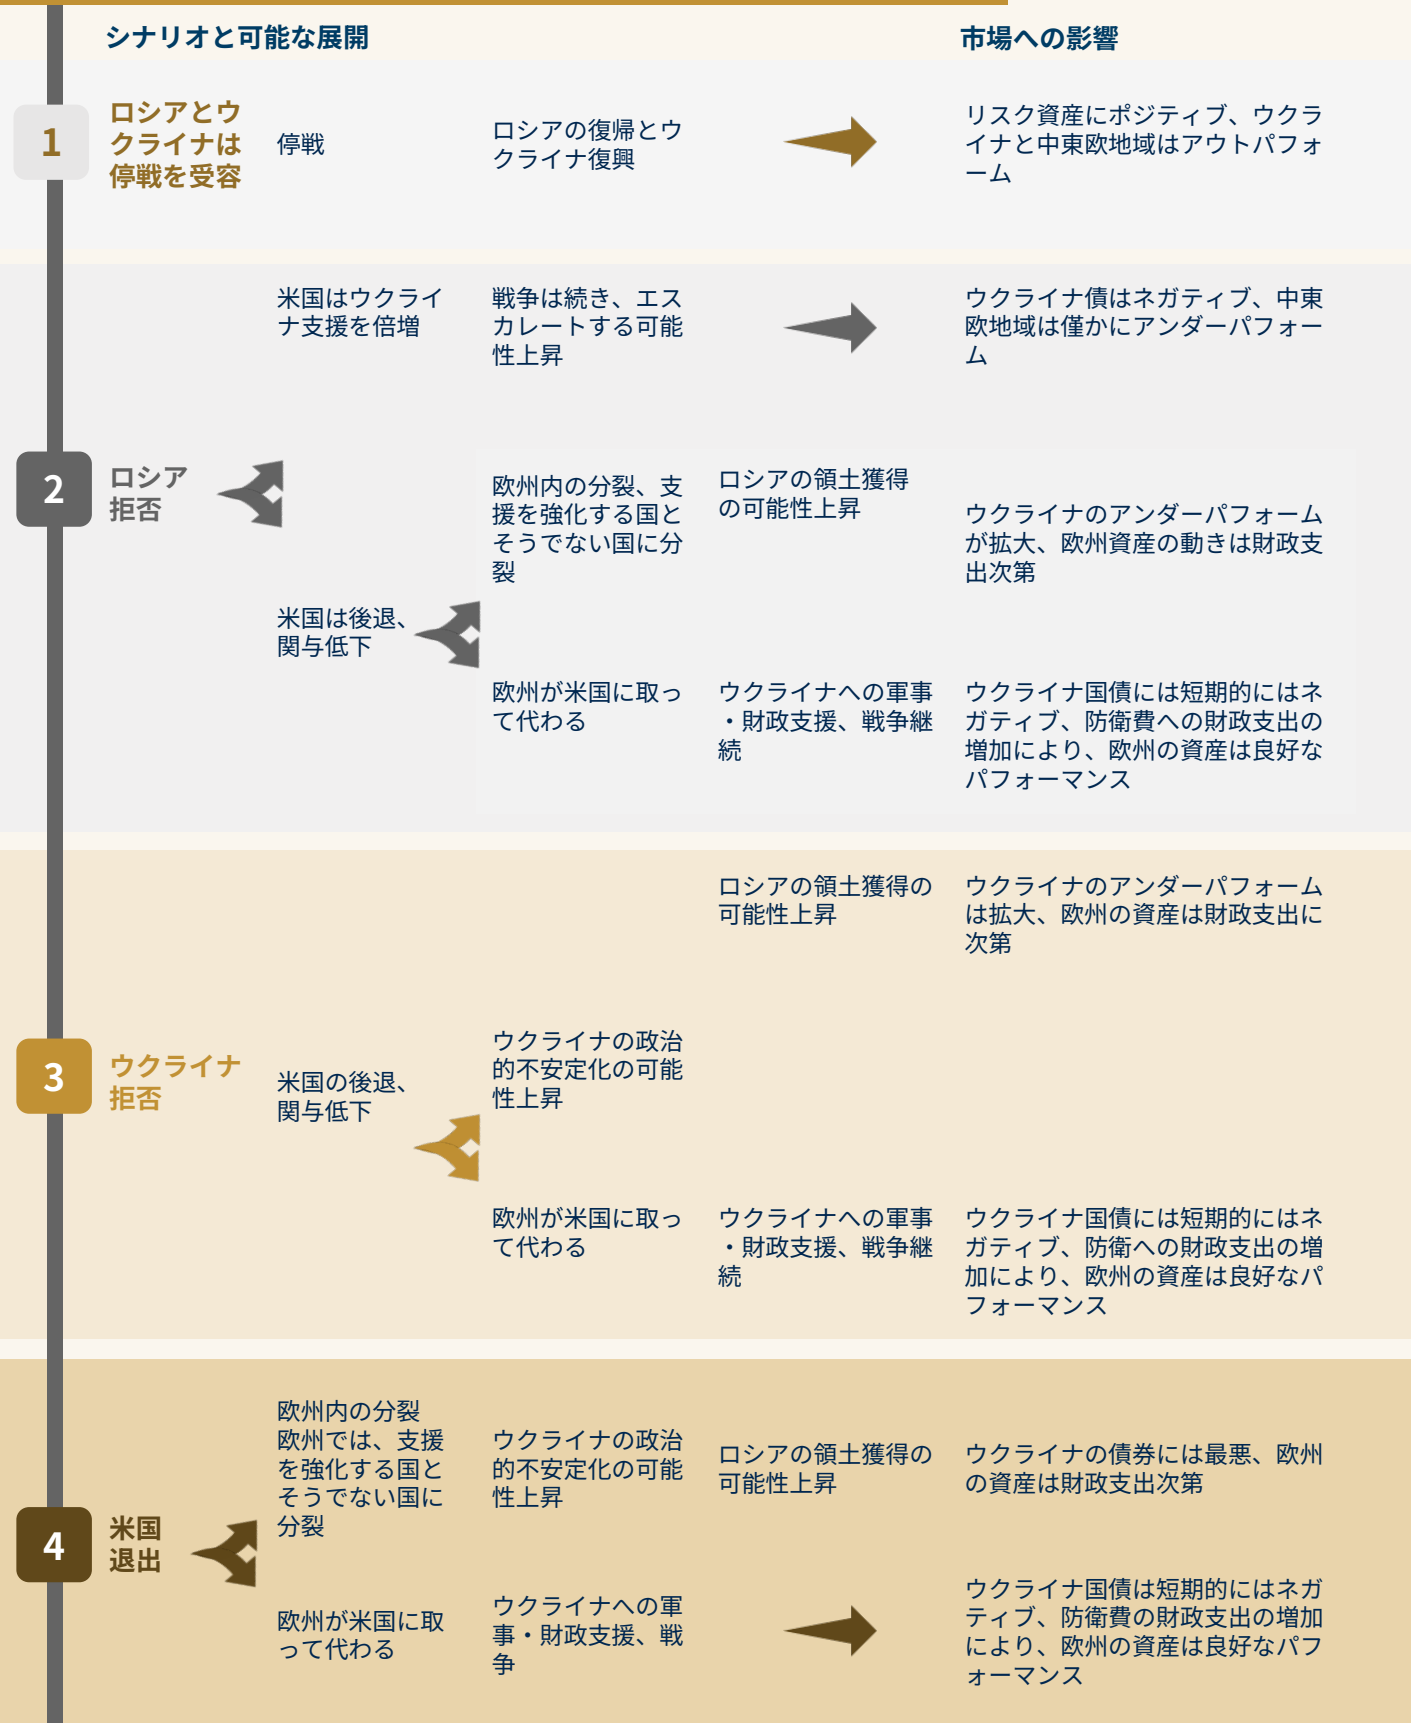 シナリオと可能な展開
市場への影響
1
ロシアとウ
クライナは
停戦を受容
停戦
ロシアの復帰とウ
クライナ復興
リスク資産にポジティブ、ウクラ
イナと中東欧地域はアウトパフォ
ーム
2
ロシア
拒否
米国はウクライ
ナ支援を倍増
戦争は続き、エス
カレートする可能
性上昇
ウクライナ債はネガティブ、中東
欧地域は僅かにアンダーパフォー
ム
米国は後退、
関与低下
欧州内の分裂、支
援を強化する国と
そうでない国に分
裂
ロシアの領土獲得
の可能性上昇
ウクライナのアンダーパフォーム
が拡大、欧州資産の動きは財政支
出次第
欧州が米国に取っ
て代わる
ウクライナへの軍事
・財政支援、戦争継
続
ウクライナ国債には短期的にはネ
ガティブ、防衛費への財政支出の
増加により、欧州の資産は良好な
パフォーマンス
3
ウクライナ
拒否
米国の後退、
関与低下
ウクライナの政治
的不安定化の可能
性上昇
ロシアの領土獲得の
可能性上昇
ウクライナのアンダーパフォーム
は拡大、欧州の資産は財政支出に
次第
欧州が米国に取っ
て代わる
ウクライナへの軍事
・財政支援、戦争継
続
ウクライナ国債には短期的にはネ
ガティブ、防衛への財政支出の増
加により、欧州の資産は良好なパ
フォーマンス
4
米国
退出
欧州内の分裂
欧州では、支援
を強化する国と
そうでない国に
分裂
ウクライナの政治
的不安定化の可能
性上昇
ロシアの領土獲得の
可能性上昇
ウクライナの債券には最悪、欧州
の資産は財政支出次第
欧州が米国に取
って代わる
ウクライナへの軍
事・財政支援、戦
争
ウクライナ国債は短期的にはネガ
ティブ、防衛費の財政支出の増加
により、欧州の資産は良好なパフ
ォーマンス